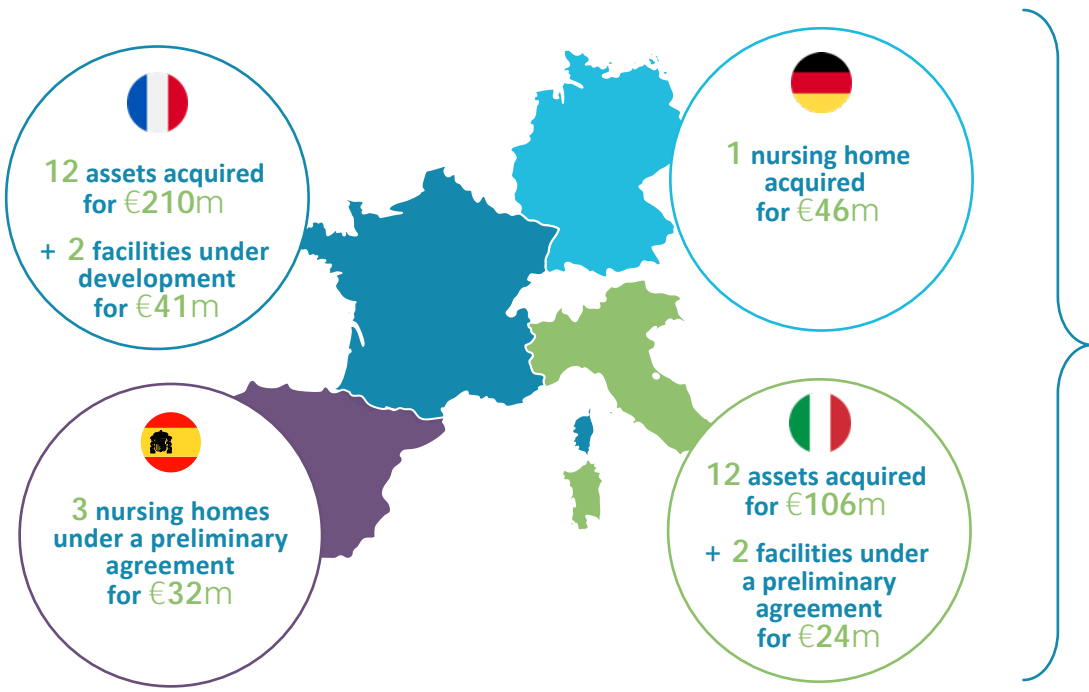 12 assets acquired
for €210m
+ 2 facilities under
development
for €41m
1 nursing home
acquired
for €46m
3 nursing homes
under a preliminary
agreement
for €32m
12 assets acquired
for €106m
+ 2 facilities under
a preliminary
agreement
for €24m